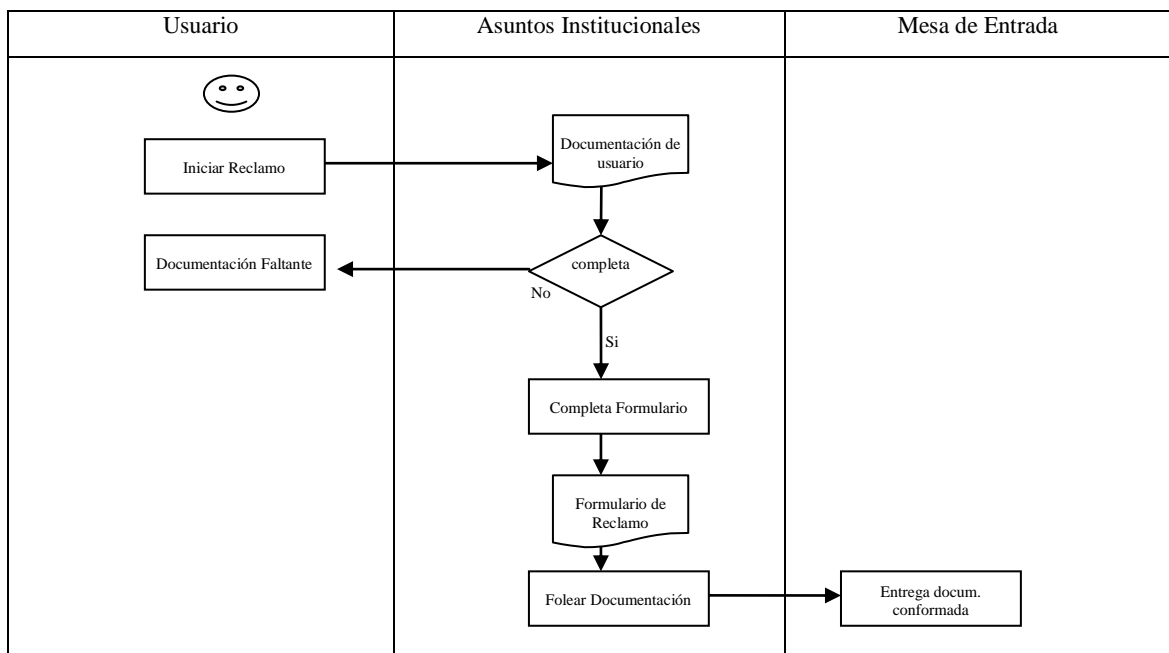 Usuario
Asuntos Institucionales
Mesa de Entrada
Iniciar Reclamo
Documentación de
usuario
Documentación Faltante
completa
No
Si
Completa Formulario
Formulario de
Reclamo
Folear Documentación
Entrega docum.
conformada